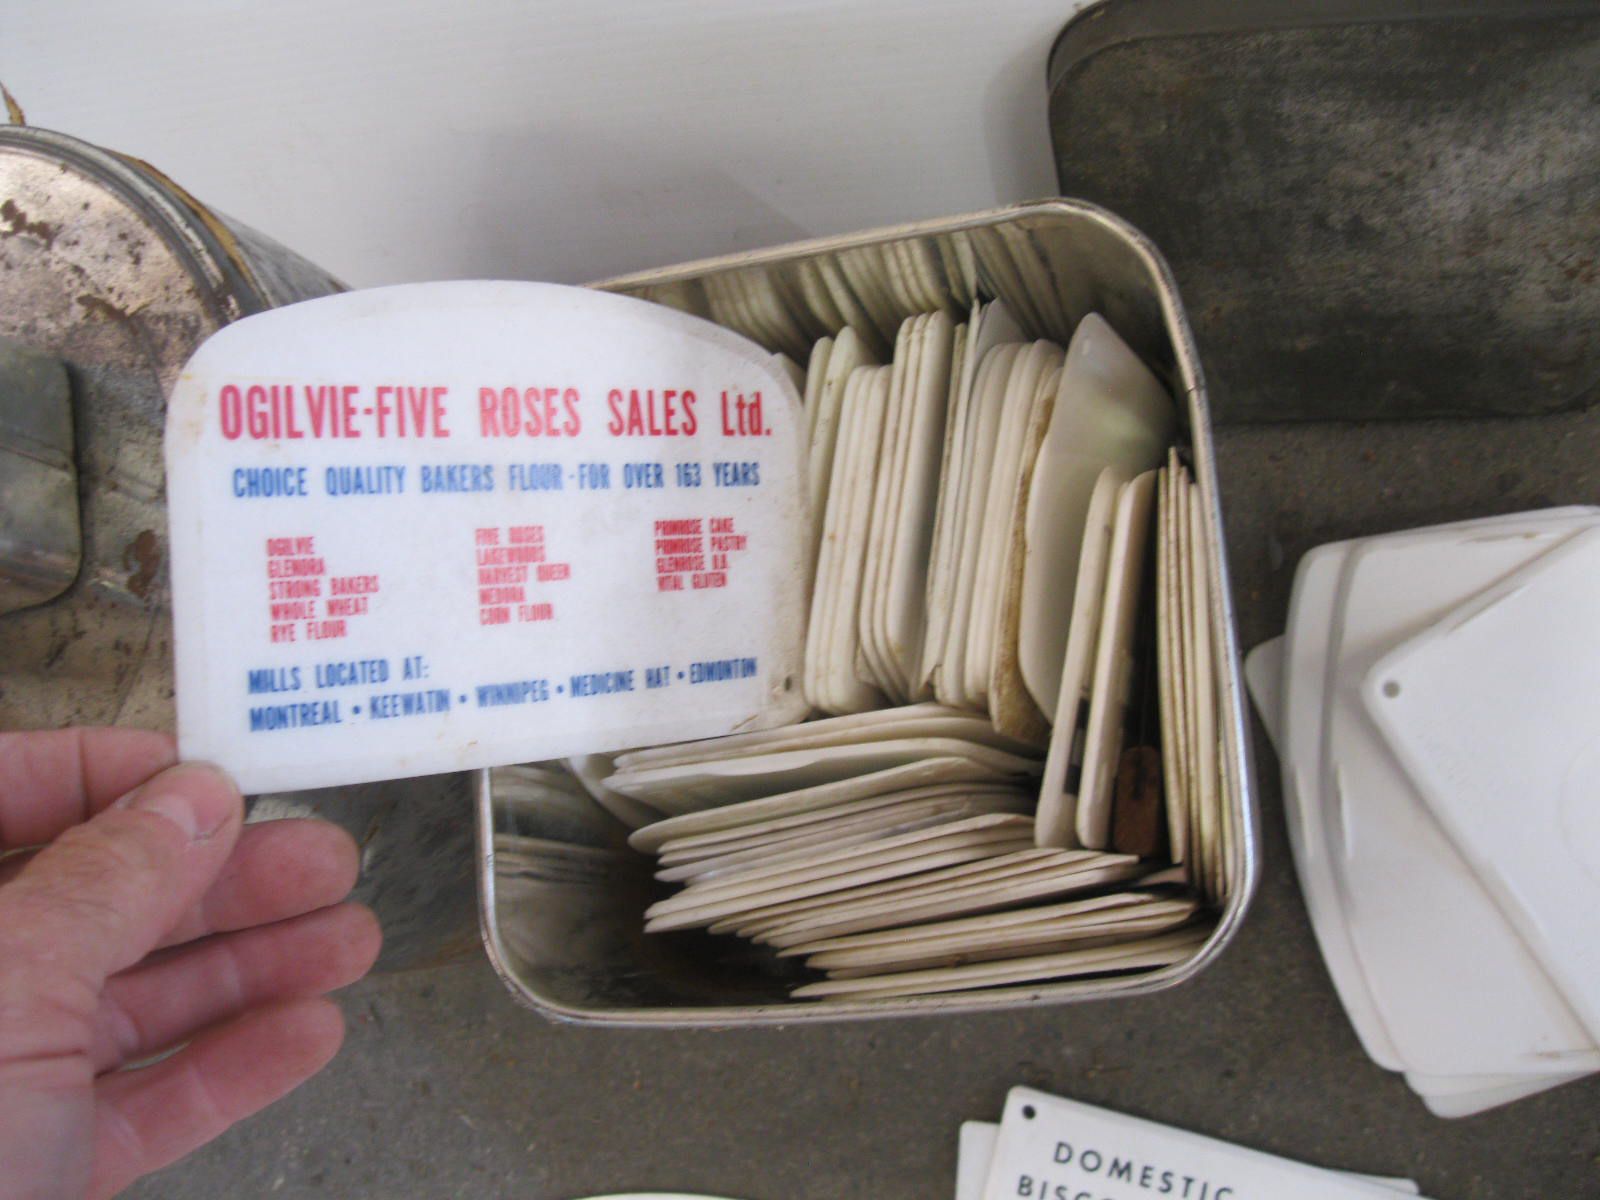 OGILVIE-FIVE ROSES SALES Ltd.
CHOICE QUALITY BAKERS FLOUR - FOR OVER 163 YEARS
OGILVIE
GLENORA
STRONG BAKERS
WHOLE WHEAT
RYE FLOUR
FIVE ROSES
LAKEWOODS
HARVEST QUEEN
MEDORA
CORN FLOUR
PRIMROSE CAKE
PRIMROSE PASTRY
GLENROSE
VITAL GLUTEN
MILLS LOCATED AT:
MONTREAL • KEEWATIN • WINNIPEG • MEDICINE HAT • EDMONTON
DOMESTIC
BISC